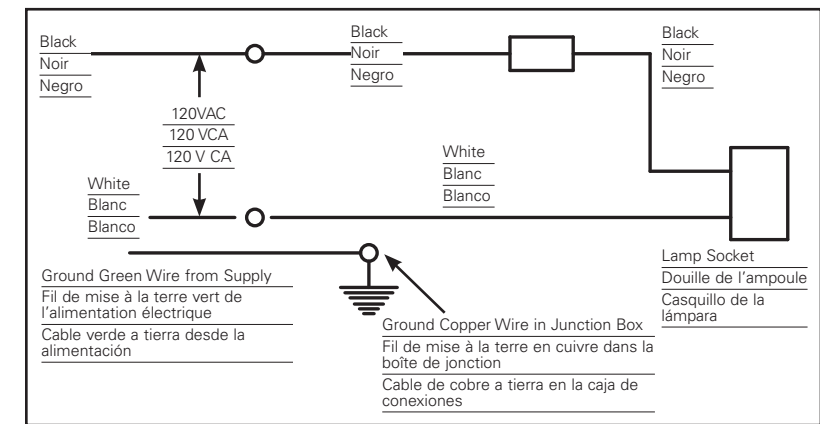 Black
Noir
Negro
Black
Noir
Negro
Black
Noir
Negro
120VAC
120 VCA
120 V CA
White
Blanc
Blanco
White
Blanc
Blanco
Lamp Socket
Douille de l’ampoule
Casquillo de la
lámpara
Ground Green Wire from Supply
Fil de mise à la terre vert de
l’alimentation électrique
Cable verde a tierra desde la
alimentación
Ground Copper Wire in Junction Box
Fil de mise à la terre en cuivre dans la
boîte de jonction
Cable de cobre a tierra en la caja de
conexiones